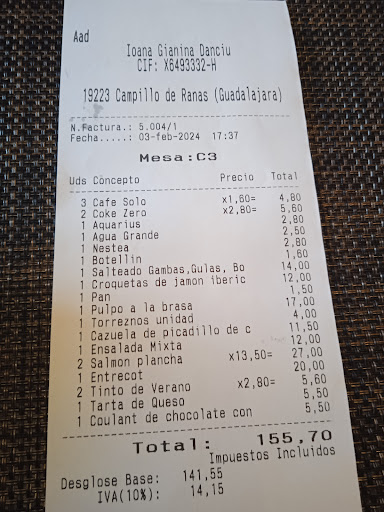 Aad
Ioana Gianina Danciu
CIF: X6493332-H
19223 Campillo de Ranas (Guadalajara)
N.Factura.: 5.004/1
Fecha.....: 03-feb-2024 17:37
Mesa:C3
Uds Concepto Precio Total
3 Cafe Solo x1,60= 4,80
2 Coke Zero x2,80= 5,60
1 Aquarius 2,80
1 Agua Grande 2,50
1 Nestea 2,80
1 Botellin 1,60
1 Salteado Gambas,Gulas, Bo 14,00
1 Croquetas de jamon iberic 12,00
1 Pan 1,50
1 Pulpo a la brasa 17,00
1 Torreznos unidad 4,00
1 Cazuela de picadillo de c 11,50
1 Ensalada Mixta 12,00
2 Salmon plancha x13,50= 27,00
1 Entrecot 20,00
2 Tinto de Verano x2,80= 5,60
1 Tarta de Queso 5,50
1 Coulant de chocolate con 5,50
Total: 155,70
Impuestos Incluidos
Desglose Base: 141,55
IVA(10%): 14,15